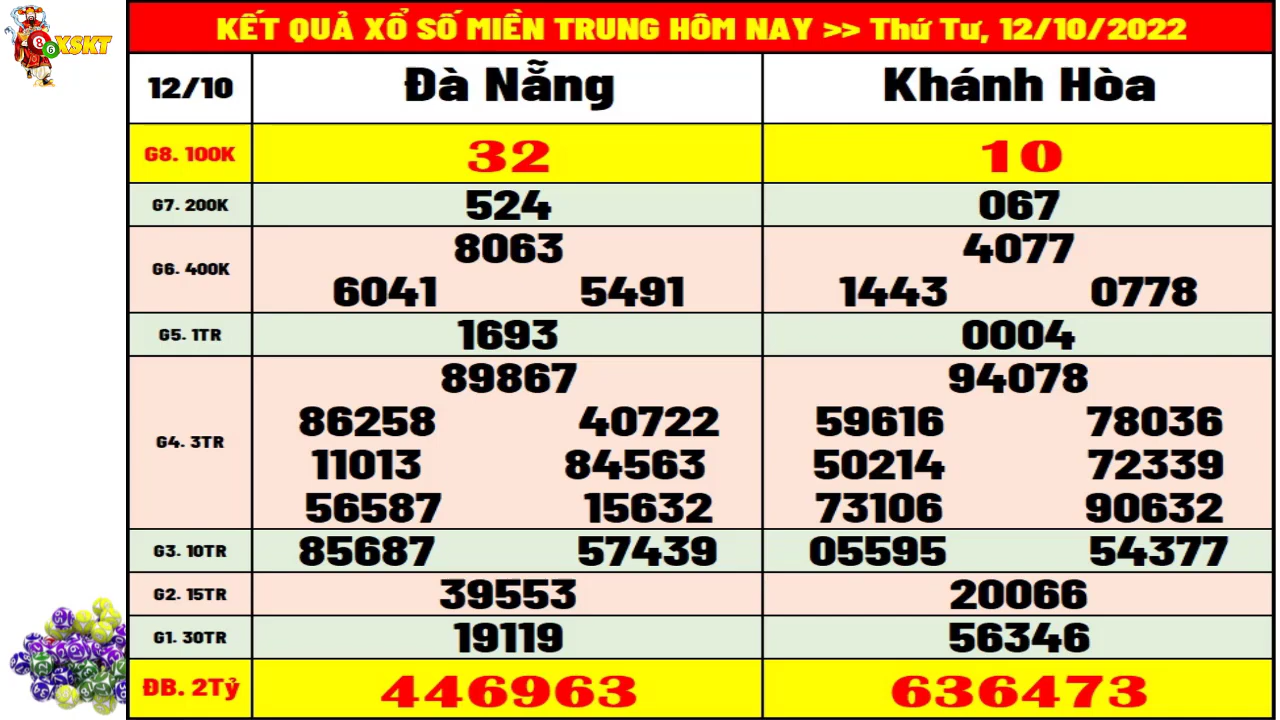 XSKT
KẾT QUẢ XỔ SỐ MIỀN TRUNG HÔM NAY >> Thứ Tư, 12/10/2022
12/10 Đà Nẵng Khánh Hòa
G8. 100K 32 10
G7. 200K 524 067
8063 4077
G6. 400K
6041 5491 1443 0778
G5. 1TR 1693 0004
89867 94078
86258 40722 59616 78036
G4. 3TR
11013 84563 50214 72339
56587 15632 73106 90632
G3. 10TR 85687 57439 05595 54377
G2. 15TR 39553 20066
G1. 30TR 19119 56346
ĐB. 2Tỷ 446963 636473